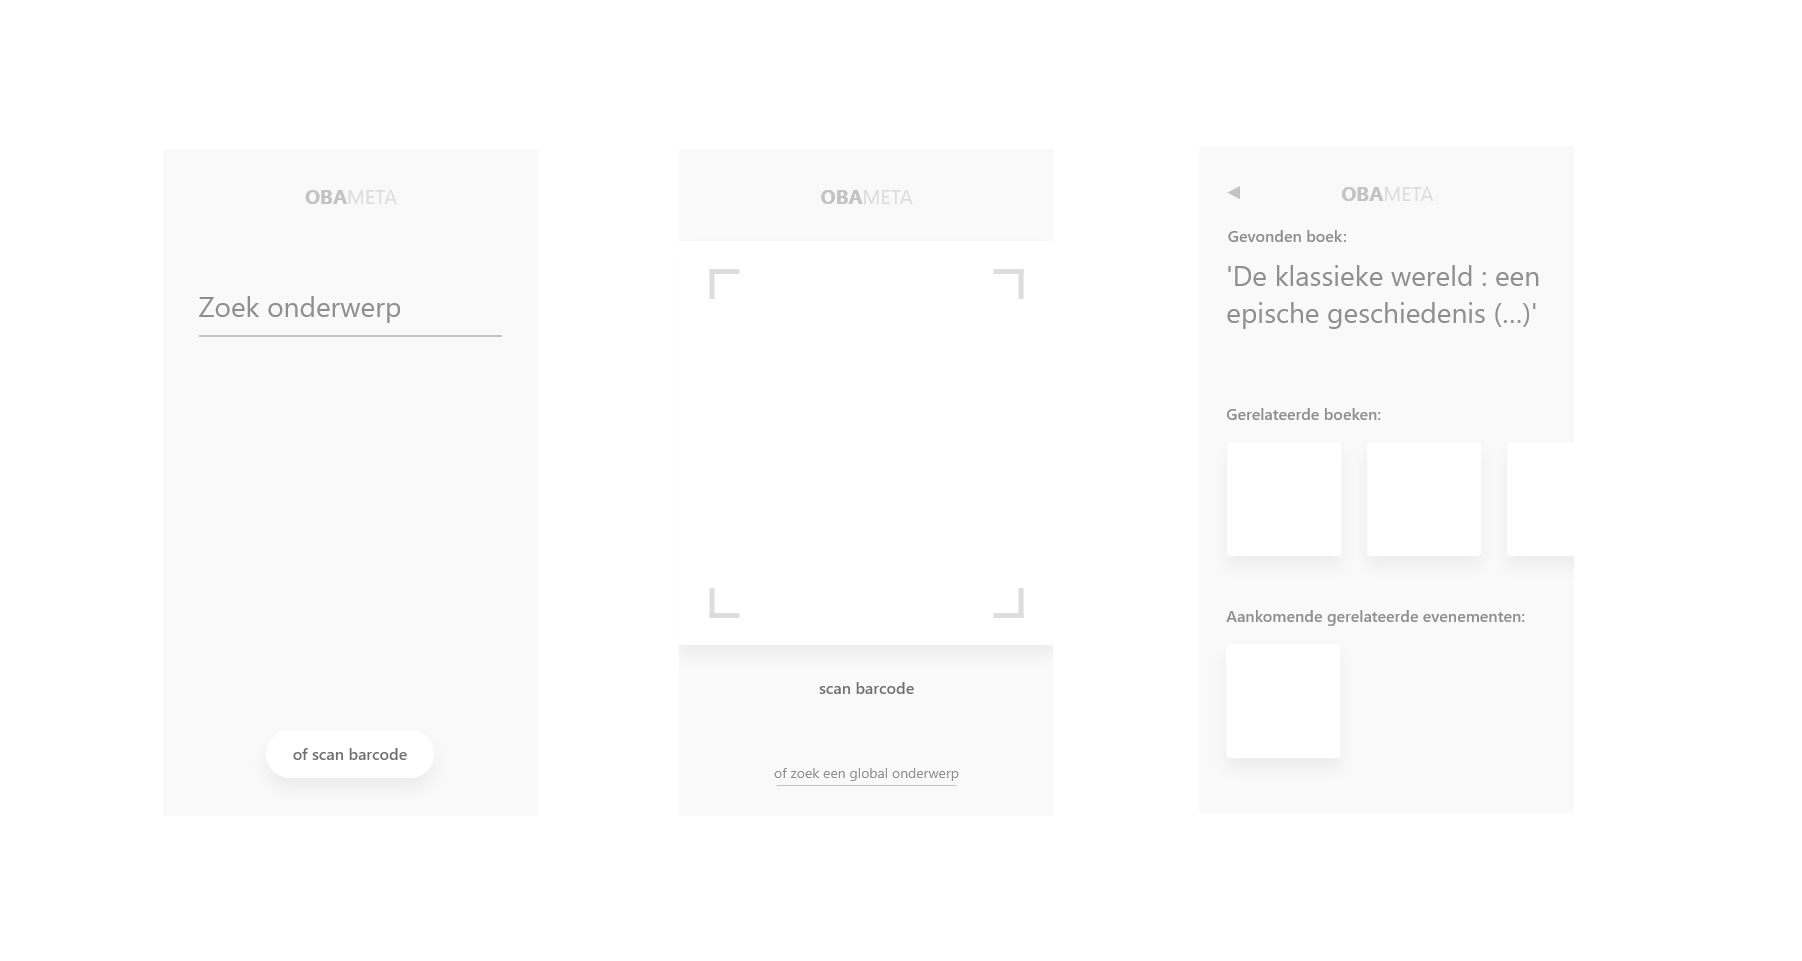 OBAMETA
Zoek onderwerp
of scan barcode
OBAMETA
scan barcode
of zoek een global onderwerp
OBAMETA
Gevonden boek:
'De klassieke wereld : een
epische geschiedenis (...)'
Gerelateerde boeken:
Aankomende gerelateerde evenementen: